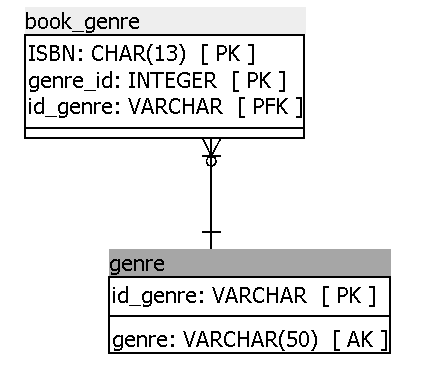 book_genre
ISBN: CHAR(13) [ PK ]
genre_id: INTEGER [ PK ]
id_genre: VARCHAR [ PFK ]
genre
id_genre: VARCHAR [ PK ]
genre: VARCHAR(50) [ AK ]